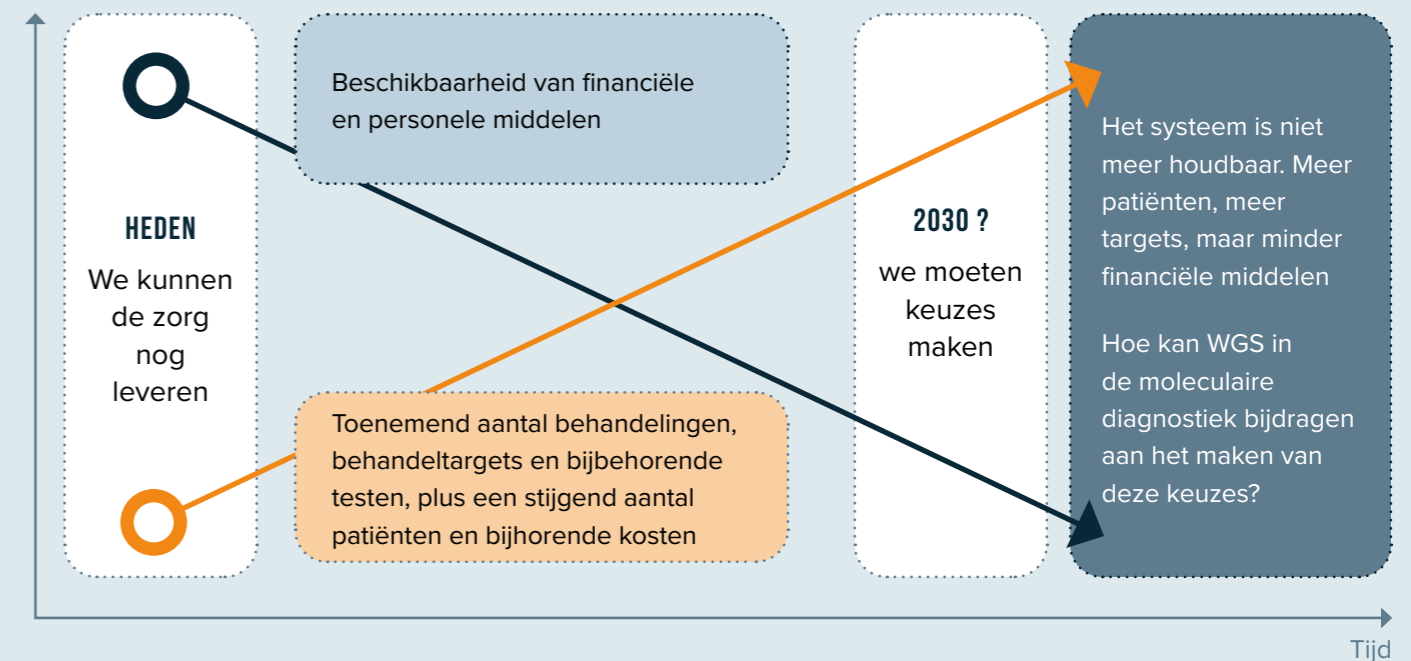 HEDEN
We kunnen
de zorg
nog
leveren
Beschikbaarheid van financiële
en personele middelen
Toenemend aantal behandelingen,
behandeltargets en bijbehorende
testen, plus een stijgend aantal
patiënten en bijhorende kosten
2030 ?
we moeten
keuzes
maken
Het systeem is niet
meer houdbaar. Meer
patiënten, meer
targets, maar minder
financiële middelen
Hoe kan WGS in
de moleculaire
diagnostiek bijdragen
aan het maken van
deze keuzes?
Tijd